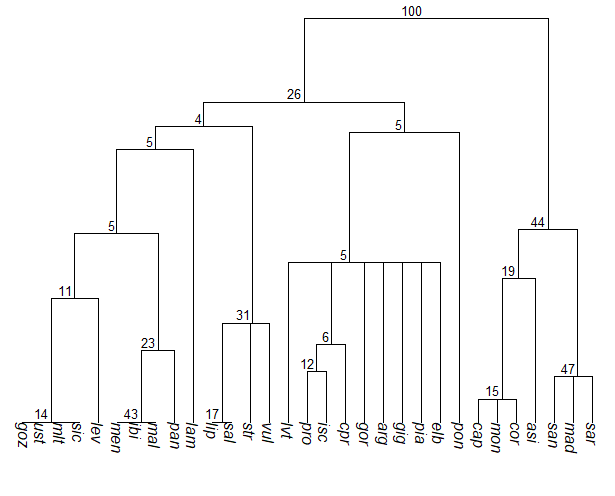 100
26
4
5
5
5
44
5
19
11
31
6
23
12
47
15
14
43
17
goz
ust
mlt
sic
lev
men
ibi
mal
pan
lam
lip
sal
str
vul
lvt
pro
isc
cpr
gor
arg
gig
pia
elb
pon
cap
mon
cor
asi
san
mad
sar